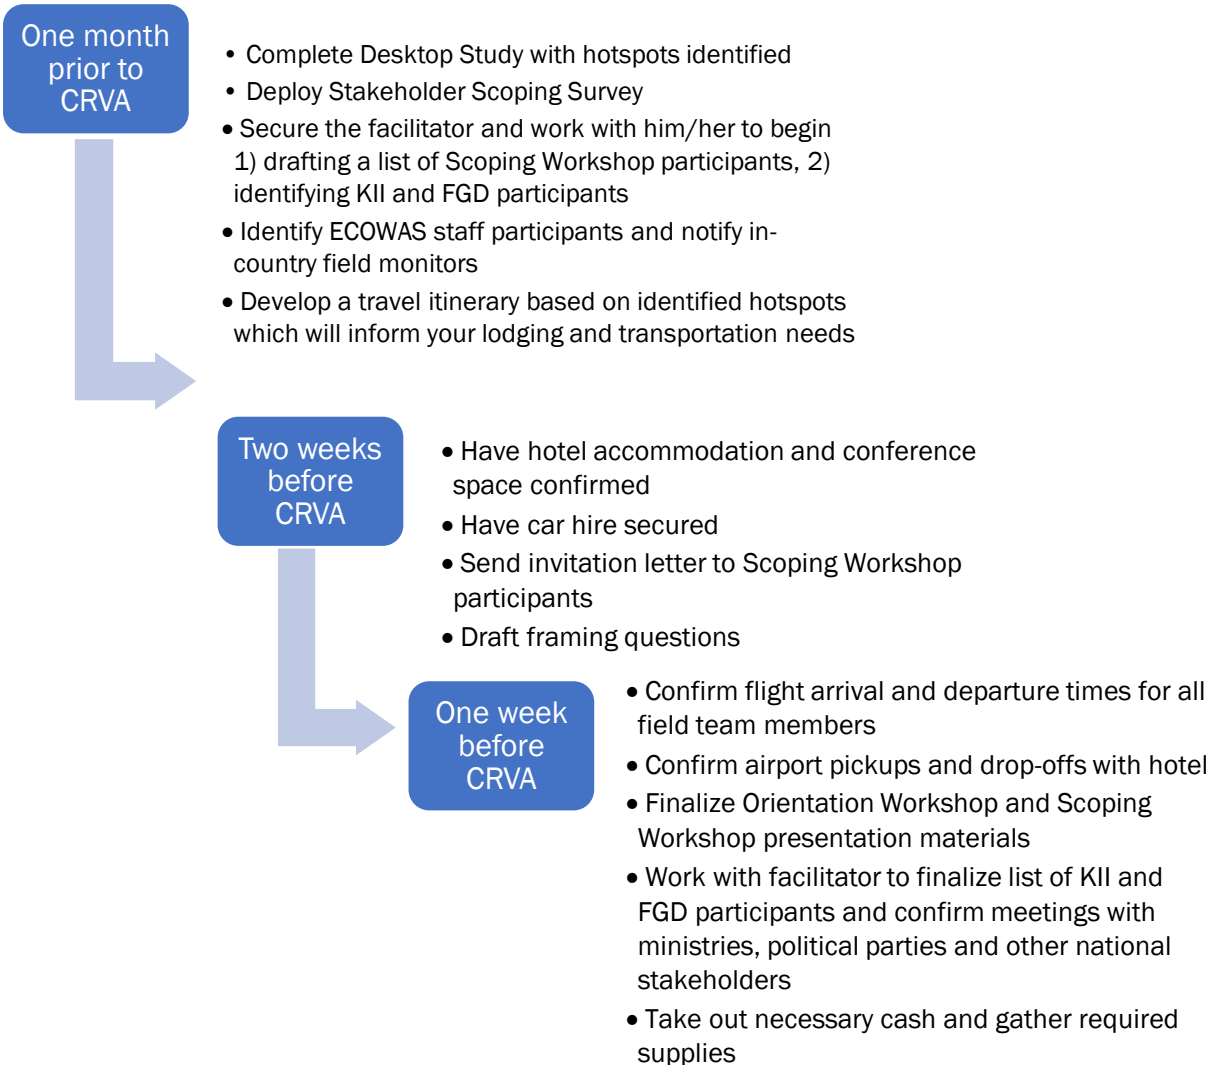 One month
prior to
CRVA
• Complete Desktop Study with hotspots identified
• Deploy Stakeholder Scoping Survey
• Secure the facilitator and work with him/her to begin
1) drafting a list of Scoping Workshop participants, 2)
identifying KII and FGD participants
• Identify ECOWAS staff participants and notify in-
country field monitors
• Develop a travel itinerary based on identified hotspots
which will inform your lodging and transportation needs
Two weeks
before
CRVA
• Have hotel accommodation and conference
space confirmed
• Have car hire secured
• Send invitation letter to Scoping Workshop
participants
• Draft framing questions
One week
before
CRVA
• Confirm flight arrival and departure times for all
field team members
• Confirm airport pickups and drop-offs with hotel
• Finalize Orientation Workshop and Scoping
Workshop presentation materials
• Work with facilitator to finalize list of KII and
FGD participants and confirm meetings with
ministries, political parties and other national
stakeholders
• Take out necessary cash and gather required
supplies